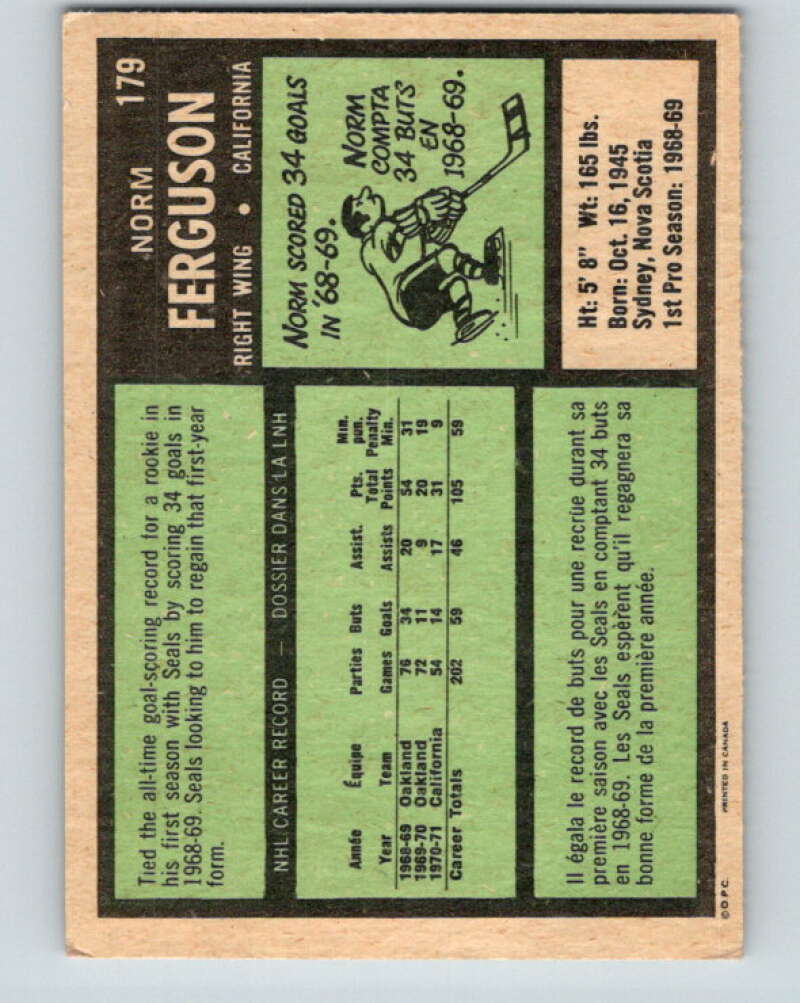 Tied the all-time goal-scoring record for a rookie in
his first season with Seals by scoring 34 goals in
1968-69. Seals looking to him to regain that first-year
form.
NORM 179
FERGUSON
RIGHT WING • CALIFORNIA
NHL CAREER RECORD — DOSSIER DANS LA LNH
Min.
Année Équipe Parties Buts Assist. Pts. pun.
Total Penalty
Year Team Games Goals Assists Points Min.
1968-69 Oakland 76 34 20 54 31
1969-70 Oakland 72 11 9 20 19
1970-71 California 54 14 17 31 9
Career Totals 202 59 46 105 59
NORM SCORED 34 GOALS
IN '68-69.
NORM
COMPTA
34 BUTS
EN
1968-69.
Il égala le record de buts pour une recrüe durant sa
première saison avec les Seals en comptant 34 buts
en 1968-69. Les Seals espèrent qu'il regagnera sa
bonne forme de la première année.
Ht: 5' 8" Wt: 165 lbs.
Born: Oct. 16, 1945
Sydney, Nova Scotia
1st Pro Season: 1968-69
© O.P.C. PRINTED IN CANADA